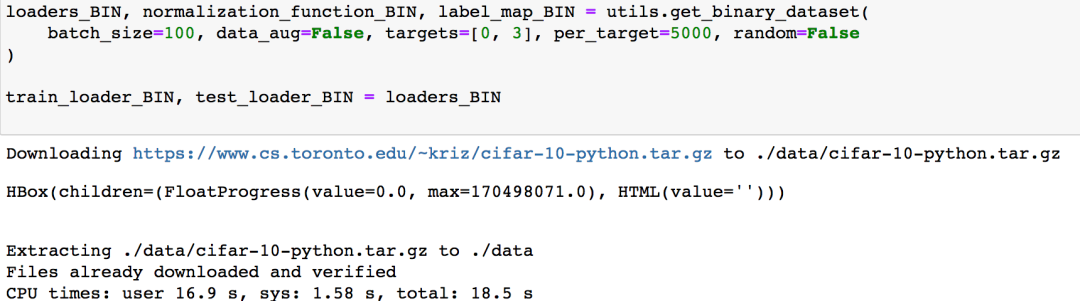 loaders_BIN, normalization_function_BIN, label_map_BIN = utils.get_binary_dataset(
    batch_size=100, data_aug=False, targets=[0, 3], per_target=5000, random=False
)
train_loader_BIN, test_loader_BIN = loaders_BIN
Downloading https://www.cs.toronto.edu/~kriz/cifar-10-python.tar.gz to ./data/cifar-10-python.tar.gz
HBox(children=(FloatProgress(value=0.0, max=170498071.0), HTML(value='')))
Extracting ./data/cifar-10-python.tar.gz to ./data
Files already downloaded and verified
CPU times: user 16.9 s, sys: 1.58 s, total: 18.5 s